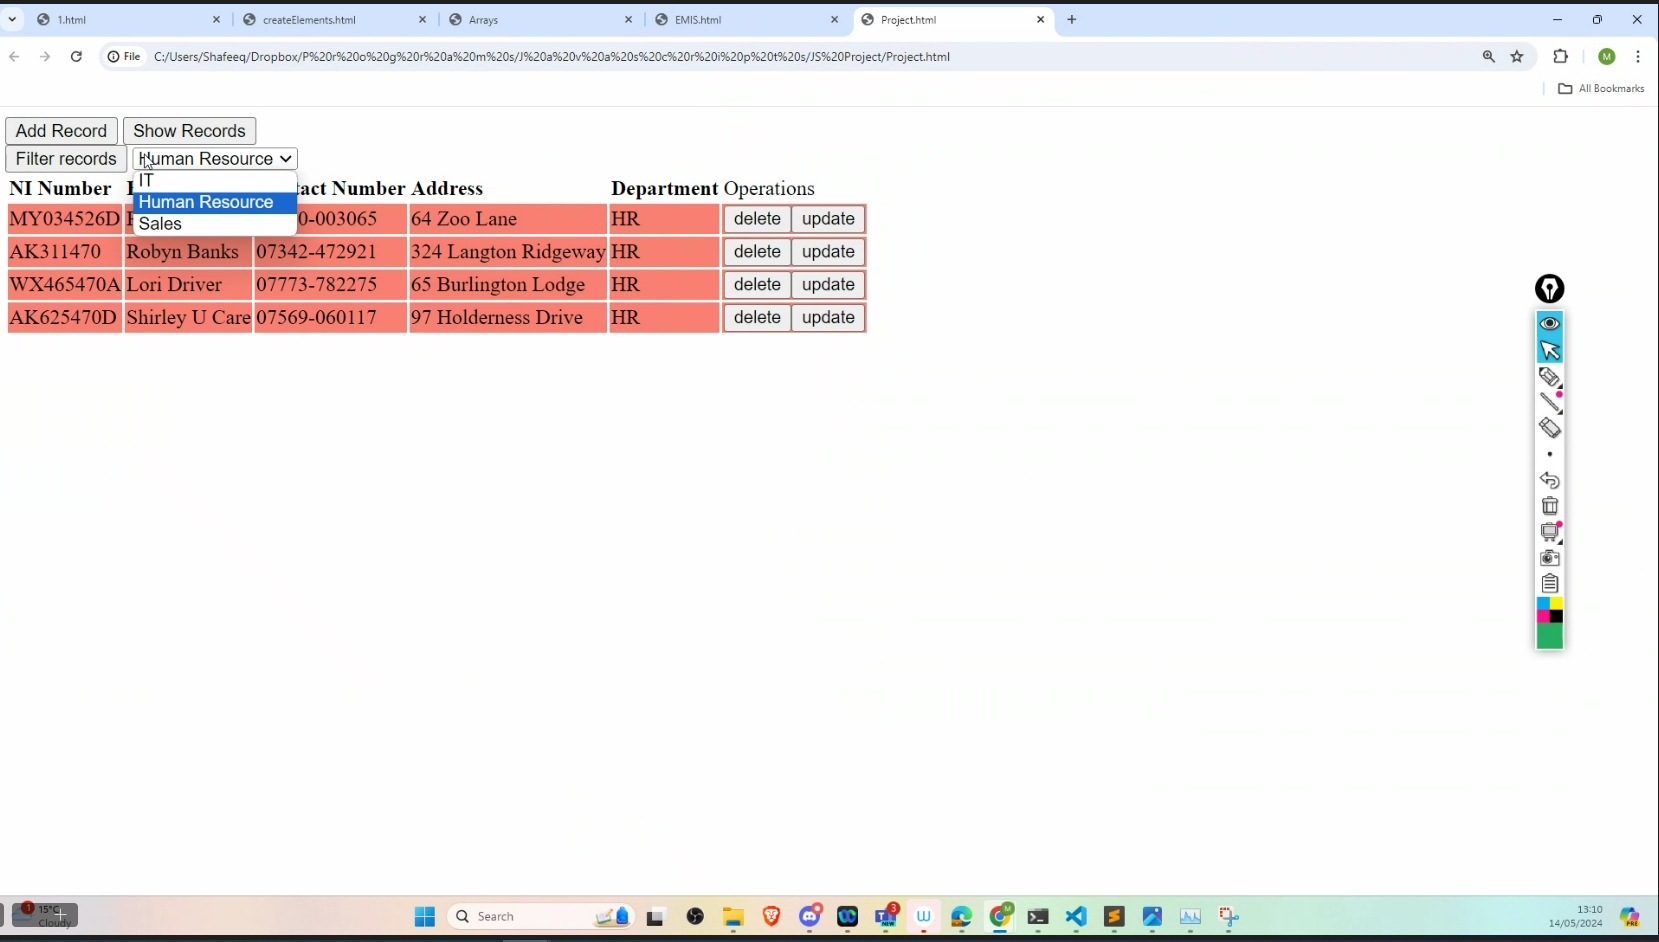 1.html
createElements.html
Arrays
EMIS.html
Project.html
File
C:/Users/Shafeeq/Dropbox/P%20r%20o%20g%20r%20a%20m%20s/J%20a%20v%20a%20s%20c%20r%20i%20p%20t%20s/JS%20Project/Project.html
M
All Bookmarks
Add Record Show Records
Filter records Human Resource
IT
Human Resource
Sales
NI Number tact Number Address Department Operations
MY034526D 0-003065 64 Zoo Lane HR delete update
AK311470 Robyn Banks 07342-472921 324 Langton Ridgeway HR delete update
WX465470A Lori Driver 07773-782275 65 Burlington Lodge HR delete update
AK625470D Shirley U Care 07569-060117 97 Holderness Drive HR delete update
1 15°C
Cloudy
Search
3
NEW
M
13:10
14/05/2024
PRE